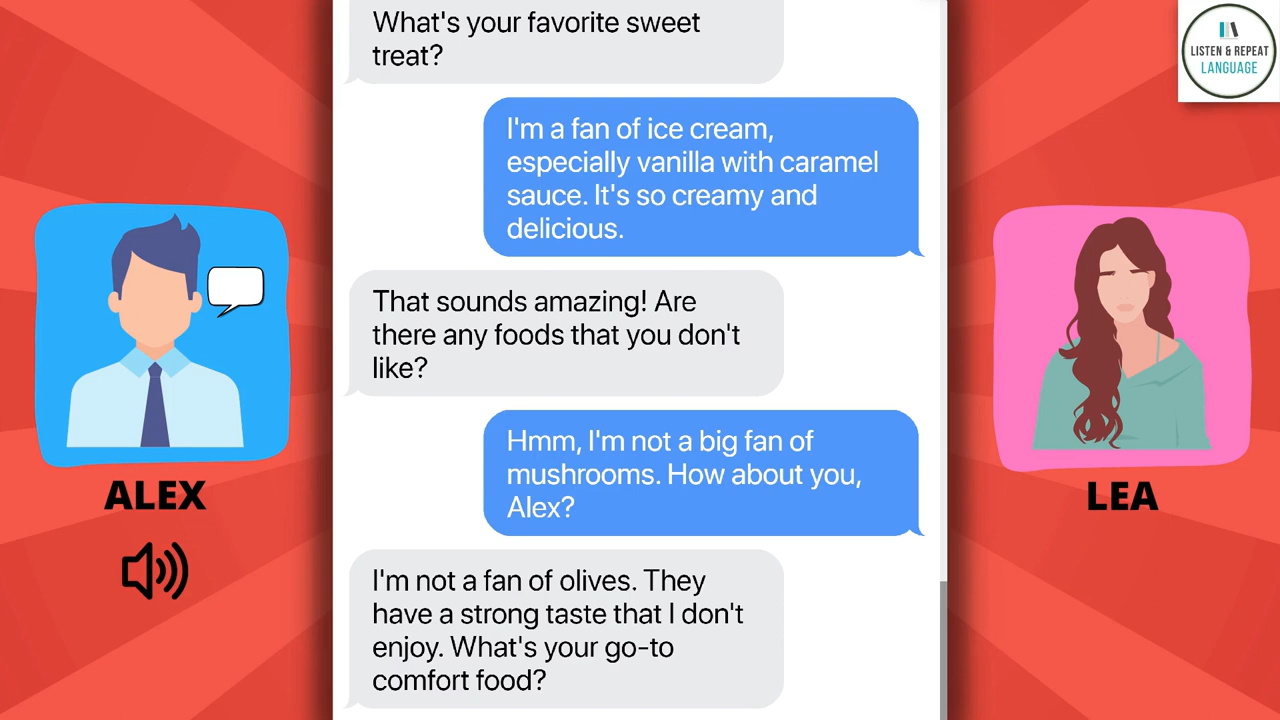 What's your favorite sweet
treat?
I'm a fan of ice cream,
especially vanilla with caramel
sauce. It's so creamy and
delicious.
That sounds amazing! Are
there any foods that you don't
like?
Hmm, I'm not a big fan of
mushrooms. How about you,
Alex?
I'm not a fan of olives. They
have a strong taste that I don't
enjoy. What's your go-to
comfort food?
ALEX
LEA
LISTEN & REPEAT
LANGUAGE